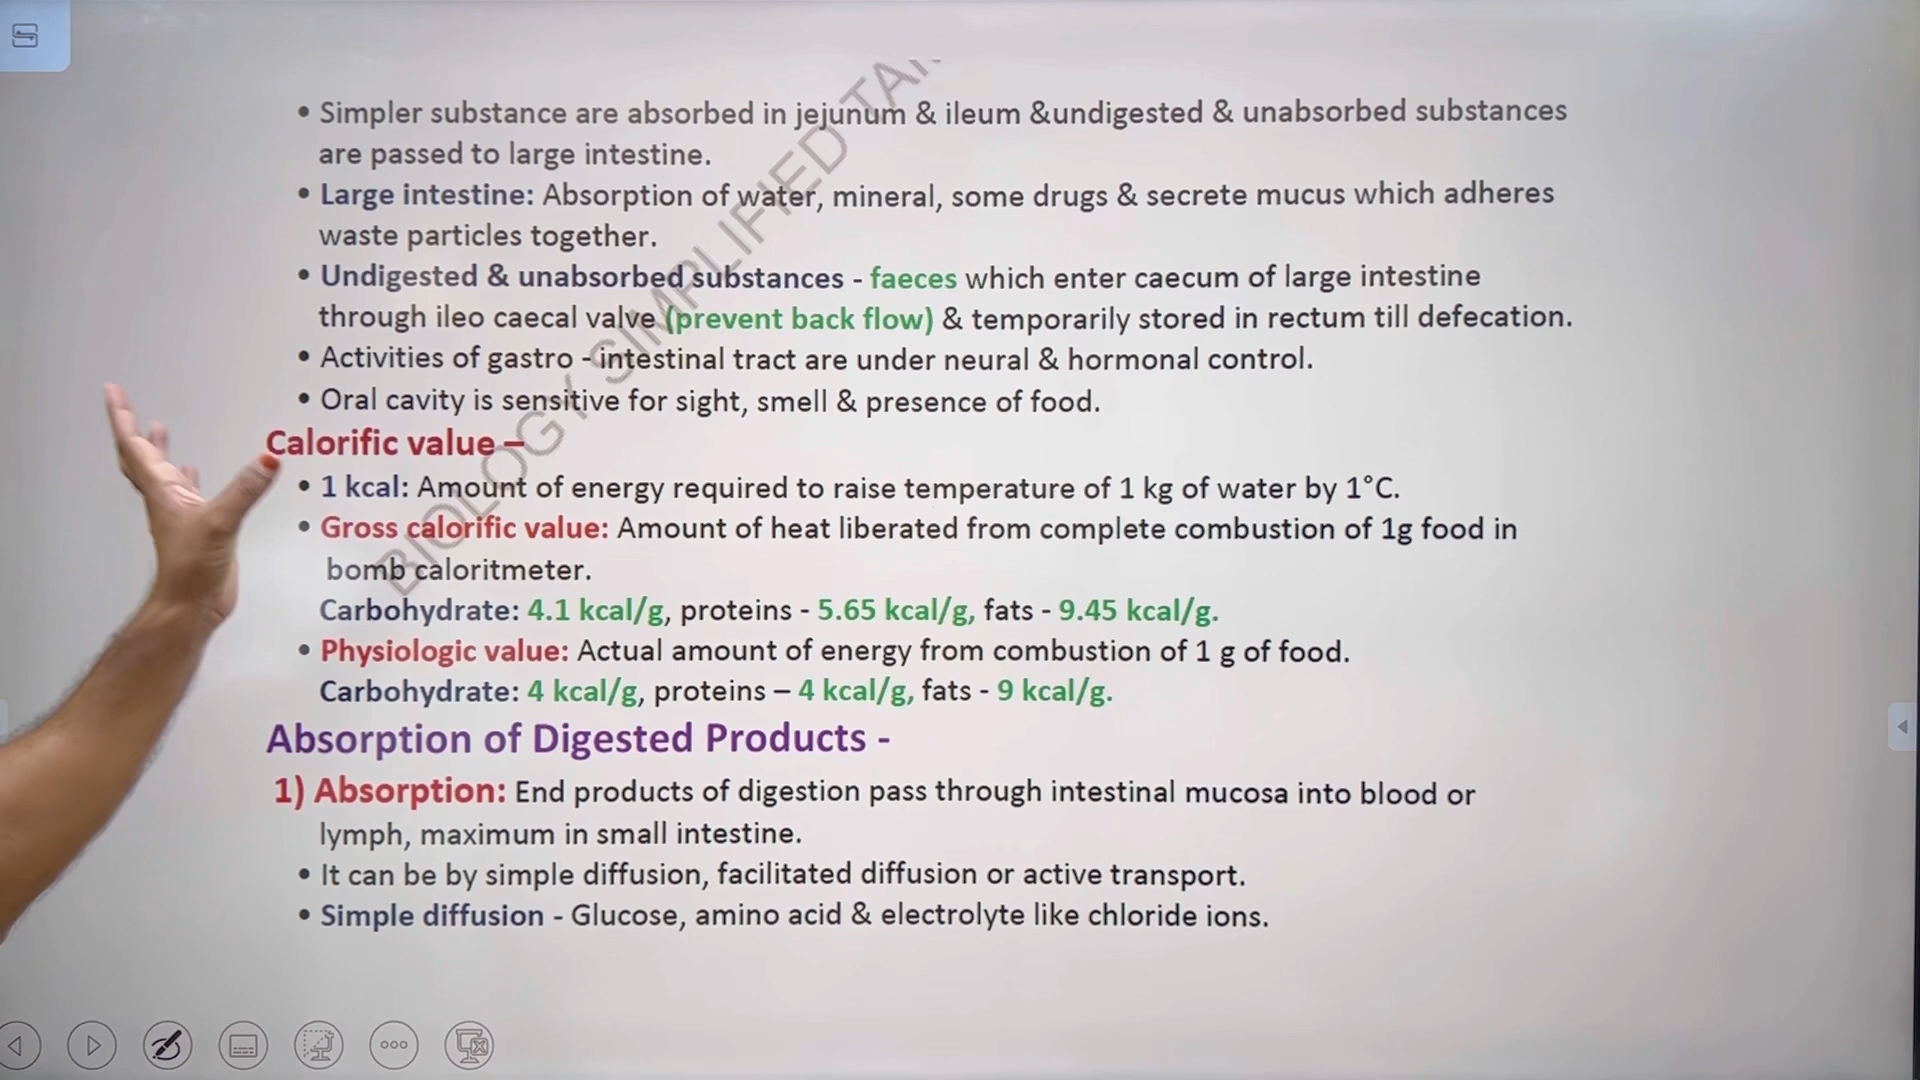 • Simpler substance are absorbed in jejunum & ileum &undigested & unabsorbed substances
are passed to large intestine.
• Large intestine: Absorption of water, mineral, some drugs & secrete mucus which adheres
waste particles together.
• Undigested & unabsorbed substances - faeces which enter caecum of large intestine
through ileo caecal valve (prevent back flow) & temporarily stored in rectum till defecation.
• Activities of gastro - intestinal tract are under neural & hormonal control.
• Oral cavity is sensitive for sight, smell & presence of food.
Calorific value –
• 1 kcal: Amount of energy required to raise temperature of 1 kg of water by 1°C.
• Gross calorific value: Amount of heat liberated from complete combustion of 1g food in
bomb caloritmeter.
Carbohydrate: 4.1 kcal/g, proteins - 5.65 kcal/g, fats - 9.45 kcal/g.
• Physiologic value: Actual amount of energy from combustion of 1 g of food.
Carbohydrate: 4 kcal/g, proteins – 4 kcal/g, fats - 9 kcal/g.
Absorption of Digested Products -
1) Absorption: End products of digestion pass through intestinal mucosa into blood or
lymph, maximum in small intestine.
• It can be by simple diffusion, facilitated diffusion or active transport.
• Simple diffusion - Glucose, amino acid & electrolyte like chloride ions.
BIOLOGY SIMPLIFIED